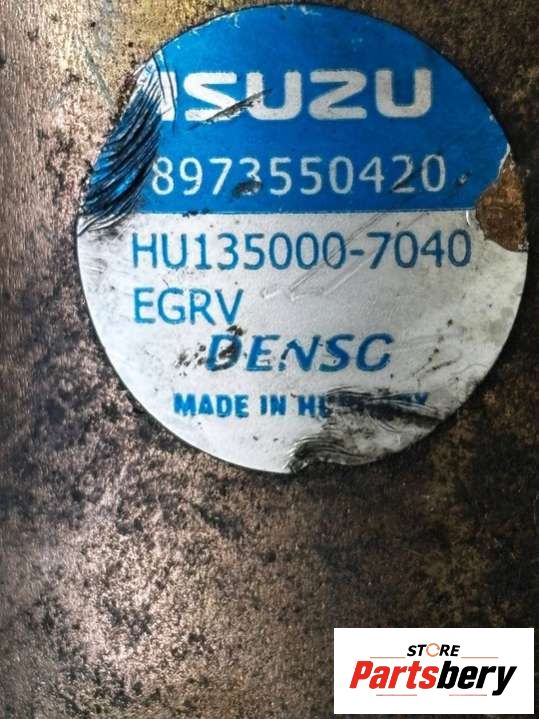 ISUZU
8973550420
HU135000-7040
EGRV
DENSO
MADE IN
STORE
Partsbery